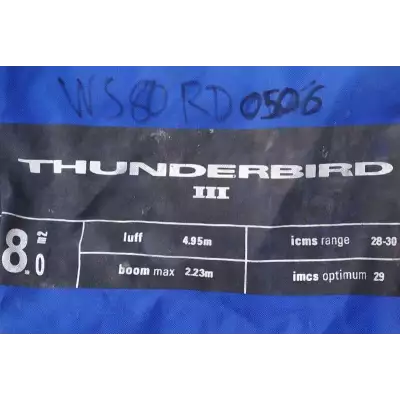 WS80RD0506
THUNDERBIRD
III
8.0 m2
luff 4.95m
icms range 28-30
boom max 2.23m
imcs optimum 29